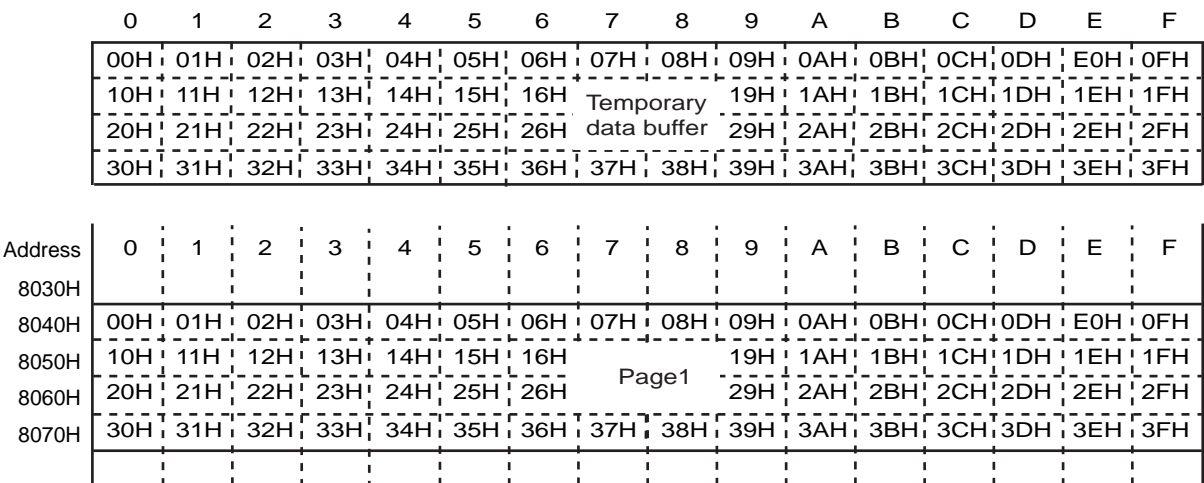 0 1 2 3 4 5 6 7 8 9 A B C D E F
00H 01H 02H 03H 04H 05H 06H 07H 08H 09H 0AH 0BH 0CH 0DH E0H 0FH
10H 11H 12H 13H 14H 15H 16H Temporary 19H 1AH 1BH 1CH 1DH 1EH 1FH
20H 21H 22H 23H 24H 25H 26H data buffer 29H 2AH 2BH 2CH 2DH 2EH 2FH
30H 31H 32H 33H 34H 35H 36H 37H 38H 39H 3AH 3BH 3CH 3DH 3EH 3FH
Address 0 1 2 3 4 5 6 7 8 9 A B C D E F
8030H
8040H 00H 01H 02H 03H 04H 05H 06H 07H 08H 09H 0AH 0BH 0CH 0DH E0H 0FH
8050H 10H 11H 12H 13H 14H 15H 16H 19H 1AH 1BH 1CH 1DH 1EH 1FH
Page1
8060H 20H 21H 22H 23H 24H 25H 26H 29H 2AH 2BH 2CH 2DH 2EH 2FH
8070H 30H 31H 32H 33H 34H 35H 36H 37H 38H 39H 3AH 3BH 3CH 3DH 3EH 3FH